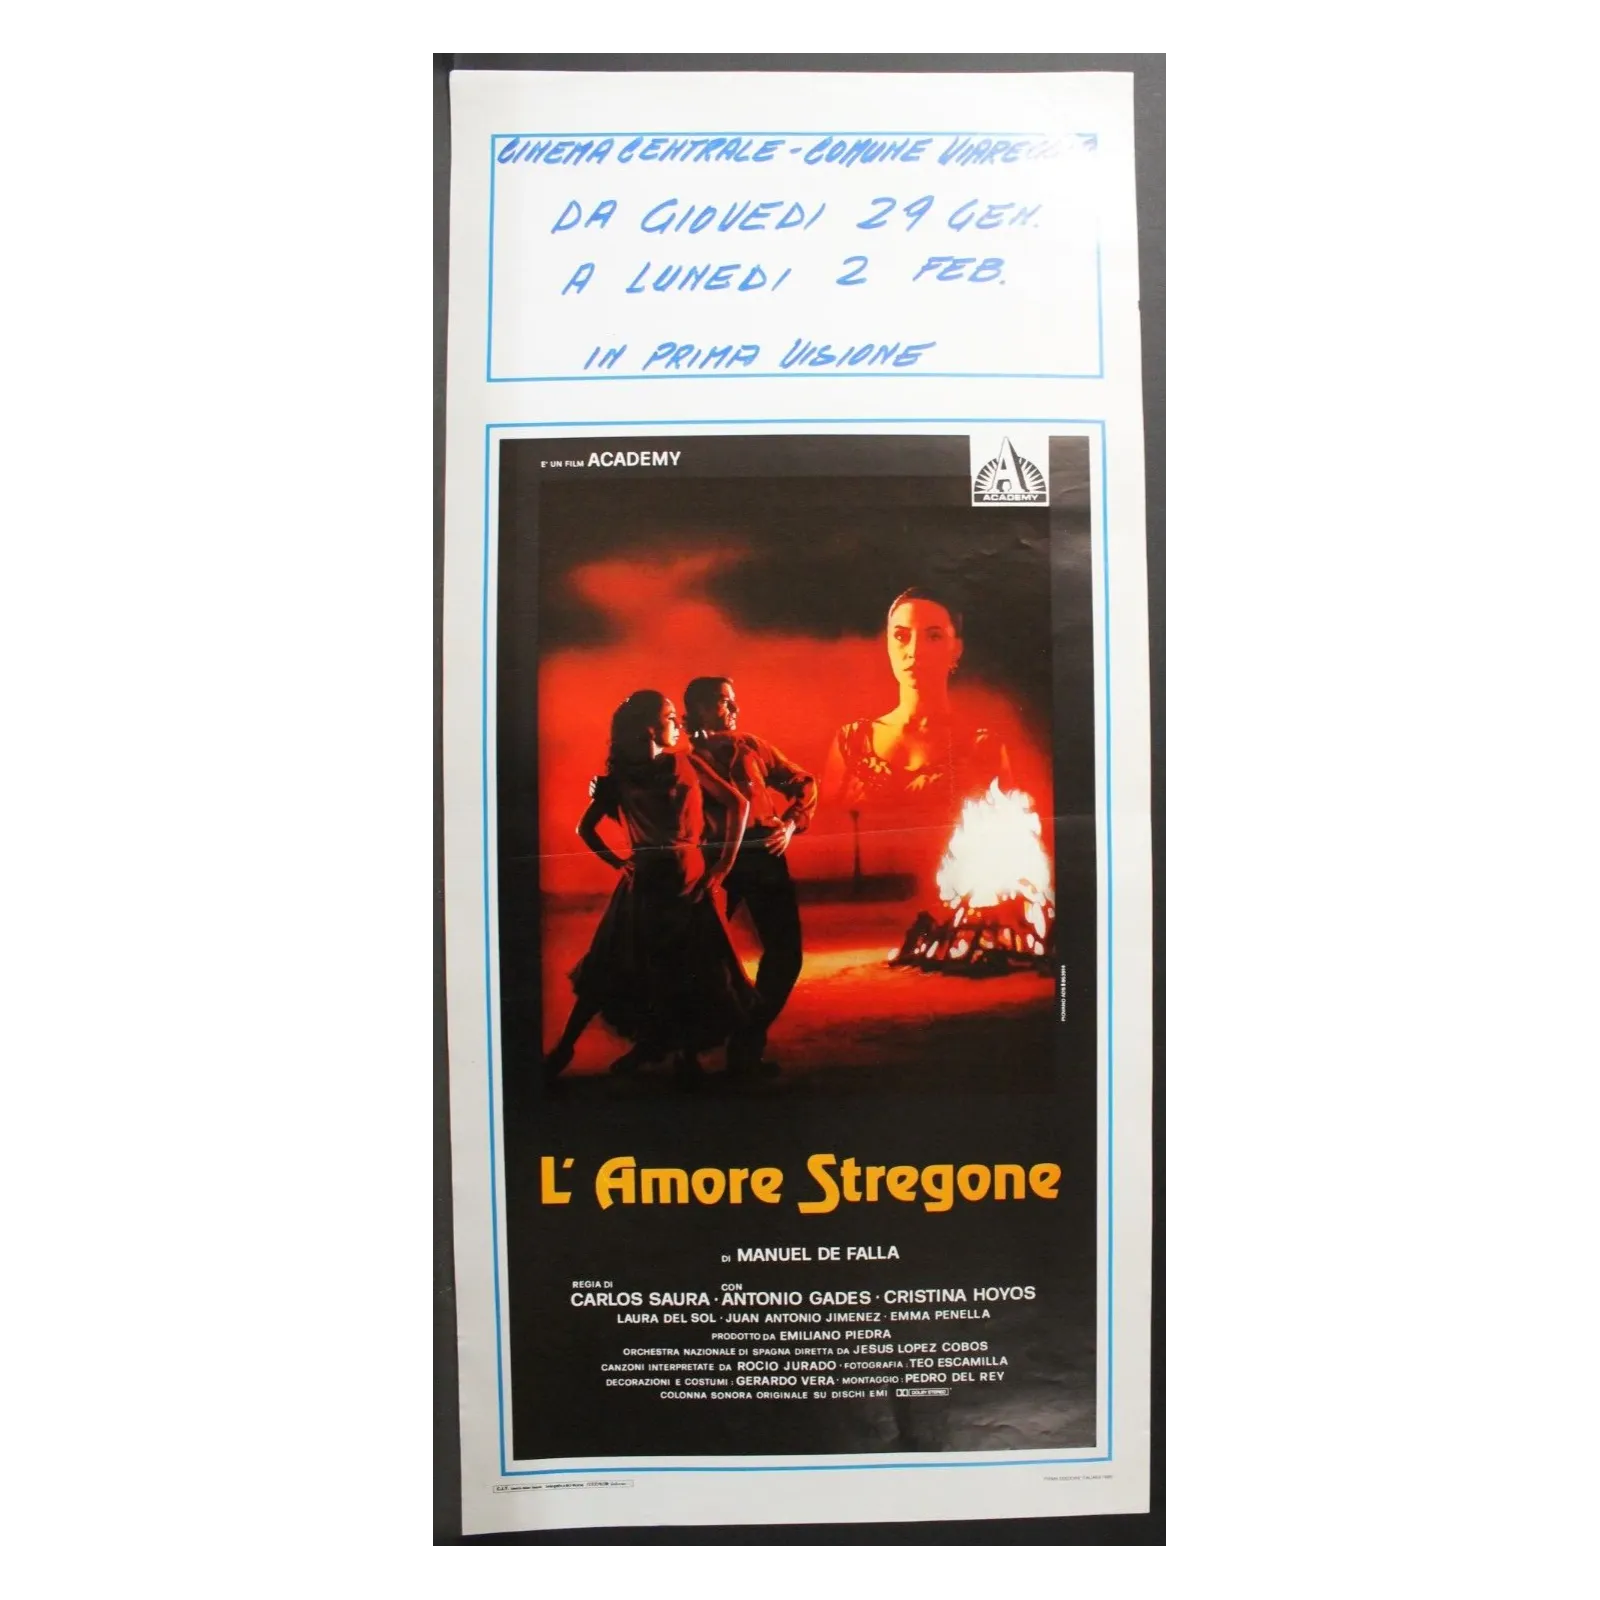 CINEMA CENTRALE - COMUNE VIAREGGIO
DA GIOVEDI 29 GEN.
A LUNEDI 2 FEB.
IN PRIMA VISIONE
E' UN FILM ACADEMY
A
ACADEMY
L'Amore Stregone
DI MANUEL DE FALLA
REGIA DI CON
CARLOS SAURA · ANTONIO GADES · CRISTINA HOYOS
LAURA DEL SOL · JUAN ANTONIO JIMENEZ · EMMA PENELLA
PRODOTTO DA EMILIANO PIEDRA
ORCHESTRA NAZIONALE DI SPAGNA DIRETTA DA JESUS LOPEZ COBOS
CANZONI INTERPRETATE DA ROCIO JURADO · FOTOGRAFIA : TEO ESCAMILLA
DECORAZIONI E COSTUMI : GERARDO VERA · MONTAGGIO : PEDRO DEL REY
COLONNA SONORA ORIGINALE SU DISCHI EMI DOLBY STEREO